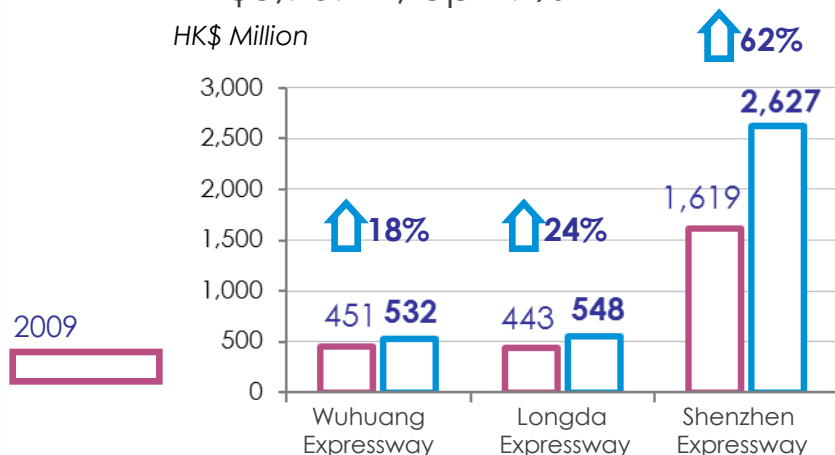 HK$ Million
62%
3,000
2,627
2,500
2,000
1,619
18%
24%
1,500
1,000
451 532
443 548
2009
500
0
Wuhuang
Expressway
Longda
Expressway
Shenzhen
Expressway